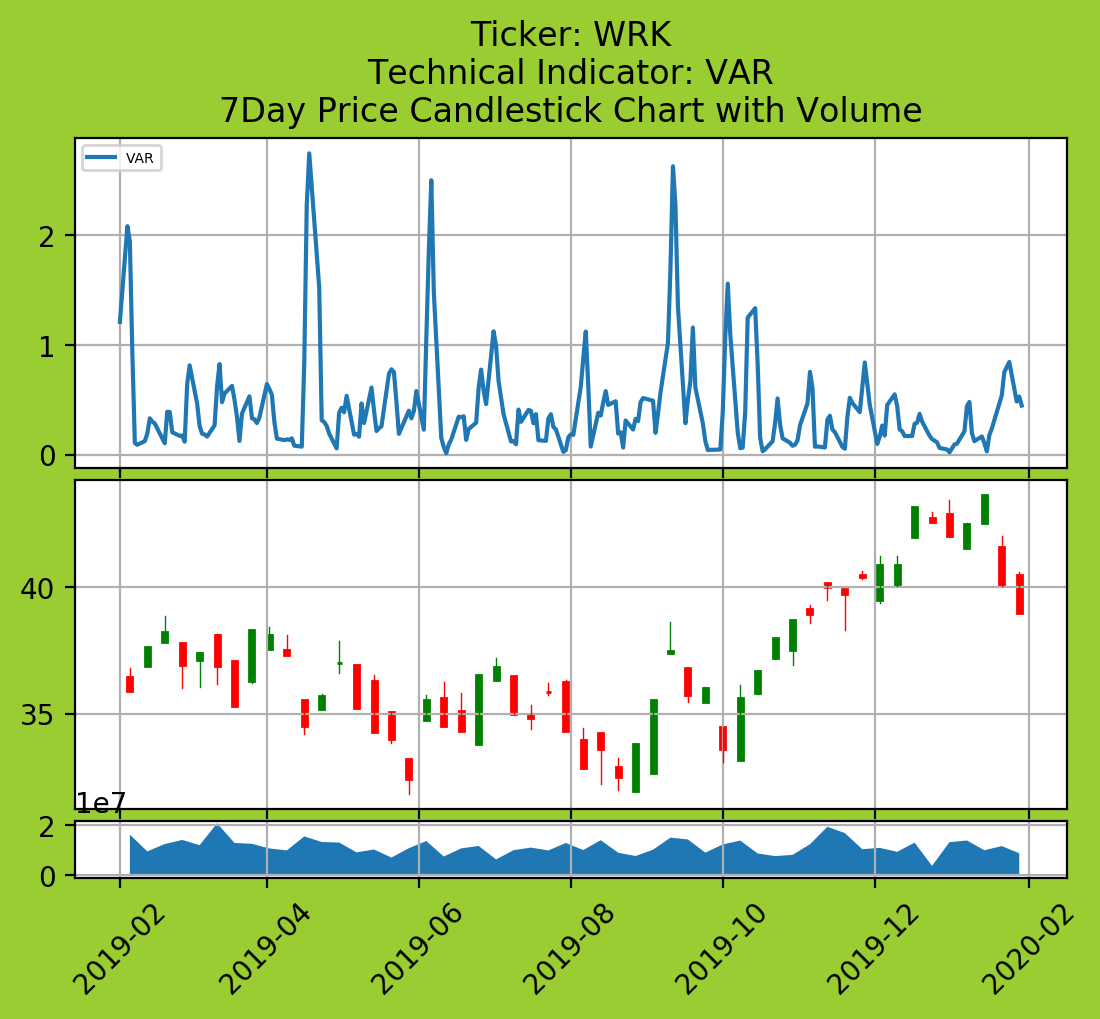 Ticker: WRK
Technical Indicator: VAR
7Day Price Candlestick Chart with Volume
VAR
2
1
0
40
35
1e7
2
0
2019-02
2019-04
2019-06
2019-08
2019-10
2019-12
2020-02